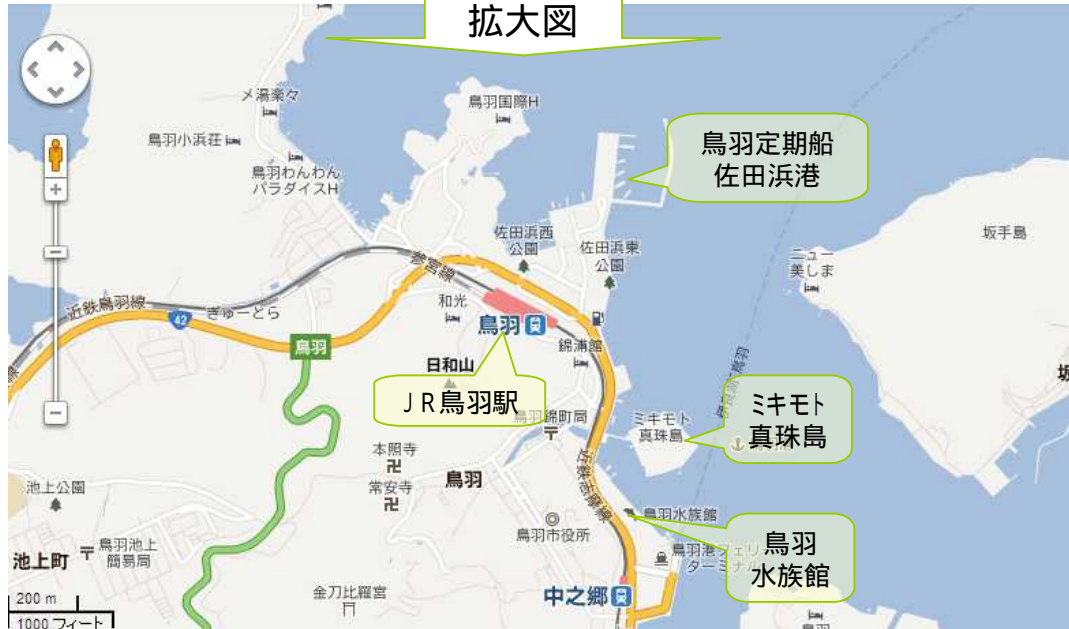 拡大図
メ湯楽々
鳥羽国際H
鳥羽小浜荘
鳥羽わんわん
パラダイスH
鳥羽定期船
佐田浜港
佐田浜西
公園
佐田浜東
公園
坂手島
ニュー
美しま
参宮線
近鉄鳥羽線
42
ぎゅーとら
和光
鳥羽
鳥羽
錦浦館
日和山
JR鳥羽駅
鳥羽錦町局
ミキモト
真珠島
ミキモト
真珠島
本照寺
常安寺
鳥羽
近鉄志摩線
池上公園
鳥羽市役所
鳥羽水族館
鳥羽
水族館
鳥羽港フェリー
ターミナル
池上町
鳥羽池上
簡易局
金刀比羅宮
中之郷
200 m
1000 フィート